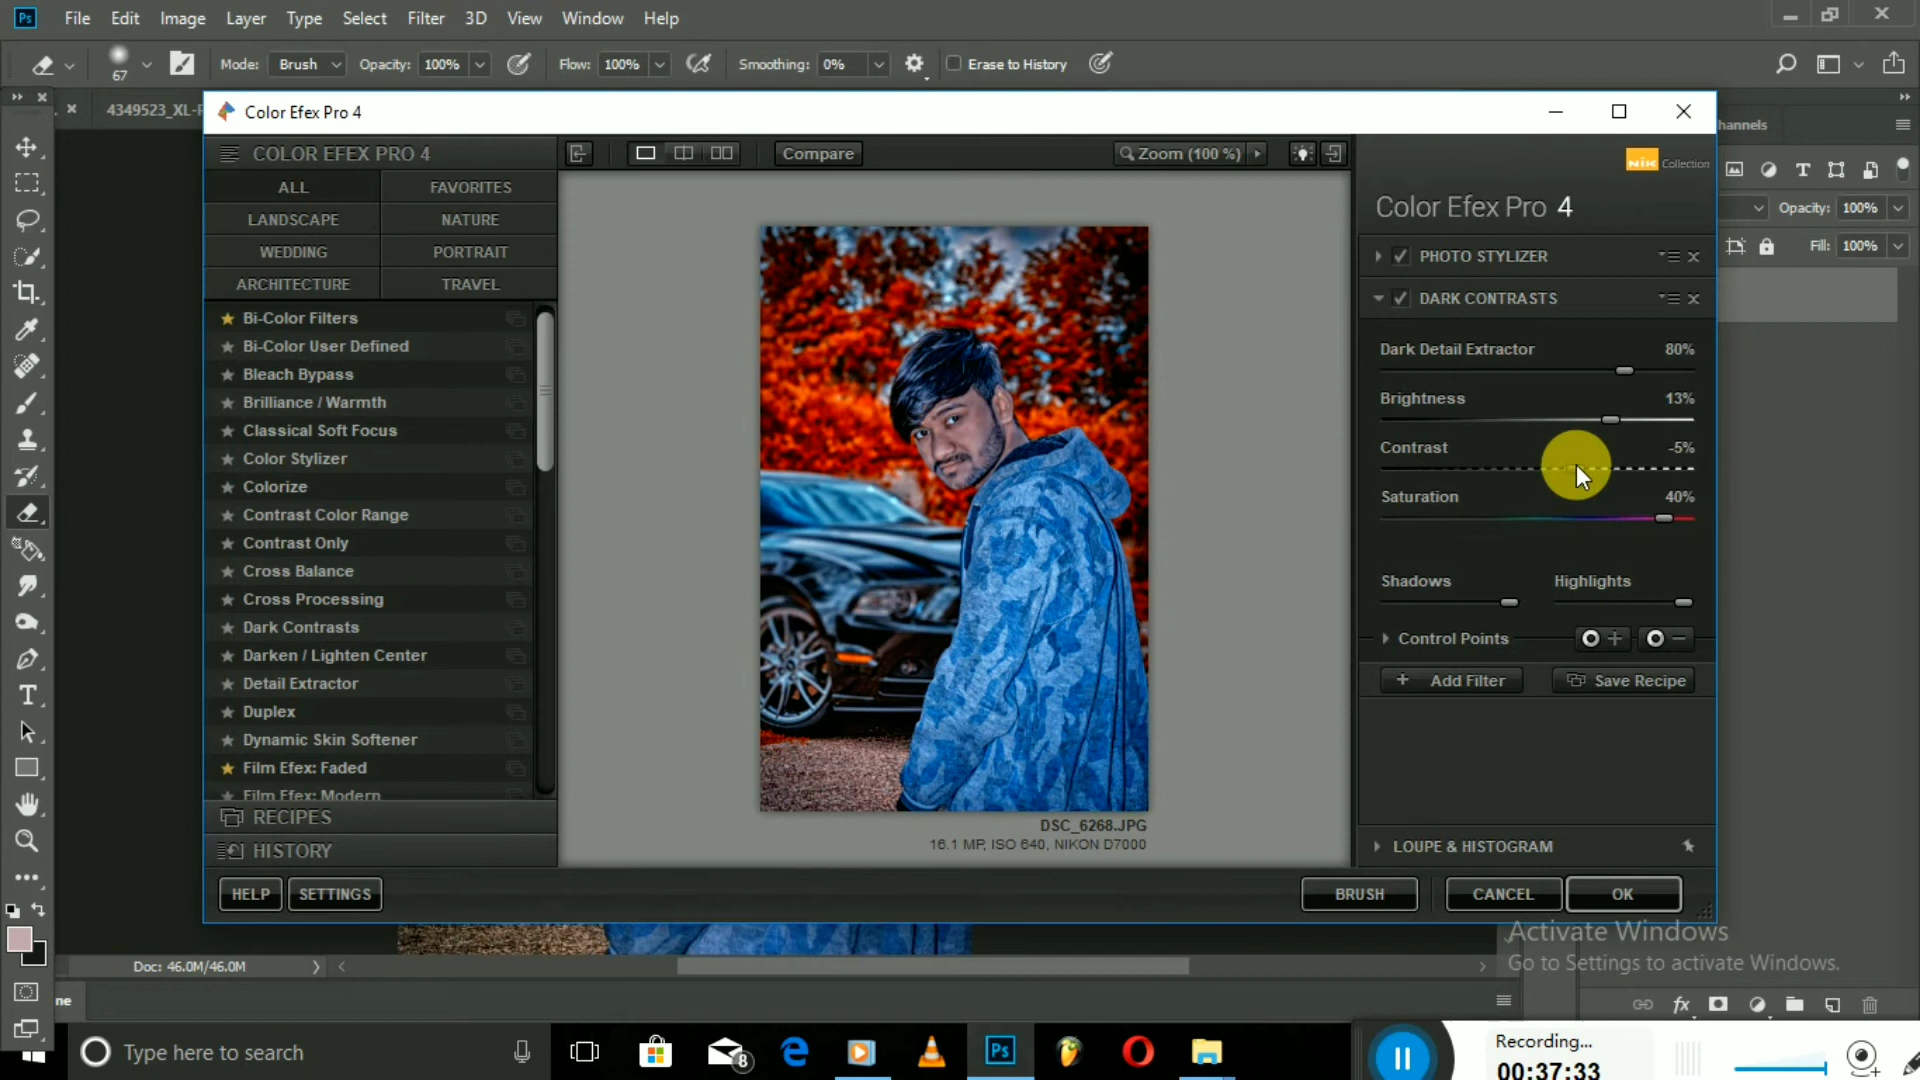 Ps File Edit Image Layer Type Select Filter 3D View Window Help
67 Mode: Brush Opacity: 100% Flow: 100% Smoothing: 0% Erase to History
4349523_XL-
Color Efex Pro 4
hannels
COLOR EFEX PRO 4
Compare
Zoom (100 %)
Nik Collection
ALL FAVORITES
LANDSCAPE NATURE
WEDDING PORTRAIT
ARCHITECTURE TRAVEL
Bi-Color Filters
Bi-Color User Defined
Bleach Bypass
Brilliance / Warmth
Classical Soft Focus
Color Stylizer
Colorize
Contrast Color Range
Contrast Only
Cross Balance
Cross Processing
Dark Contrasts
Darken / Lighten Center
Detail Extractor
Duplex
Dynamic Skin Softener
Film Efex: Faded
Film Efex: Modern
RECIPES
HISTORY
HELP SETTINGS
DSC_6268.JPG
16.1 MP, ISO 640, NIKON D7000
Color Efex Pro 4
PHOTO STYLIZER
DARK CONTRASTS
Dark Detail Extractor 80%
Brightness 13%
Contrast -5%
Saturation 40%
Shadows Highlights
Control Points
+ Add Filter Save Recipe
LOUPE & HISTOGRAM
BRUSH CANCEL OK
Opacity: 100%
Fill: 100%
Activate Windows
Go to Settings to activate Windows.
Doc: 46.0M/46.0M
ne
Type here to search
8
Ps
Recording...
00:37:33